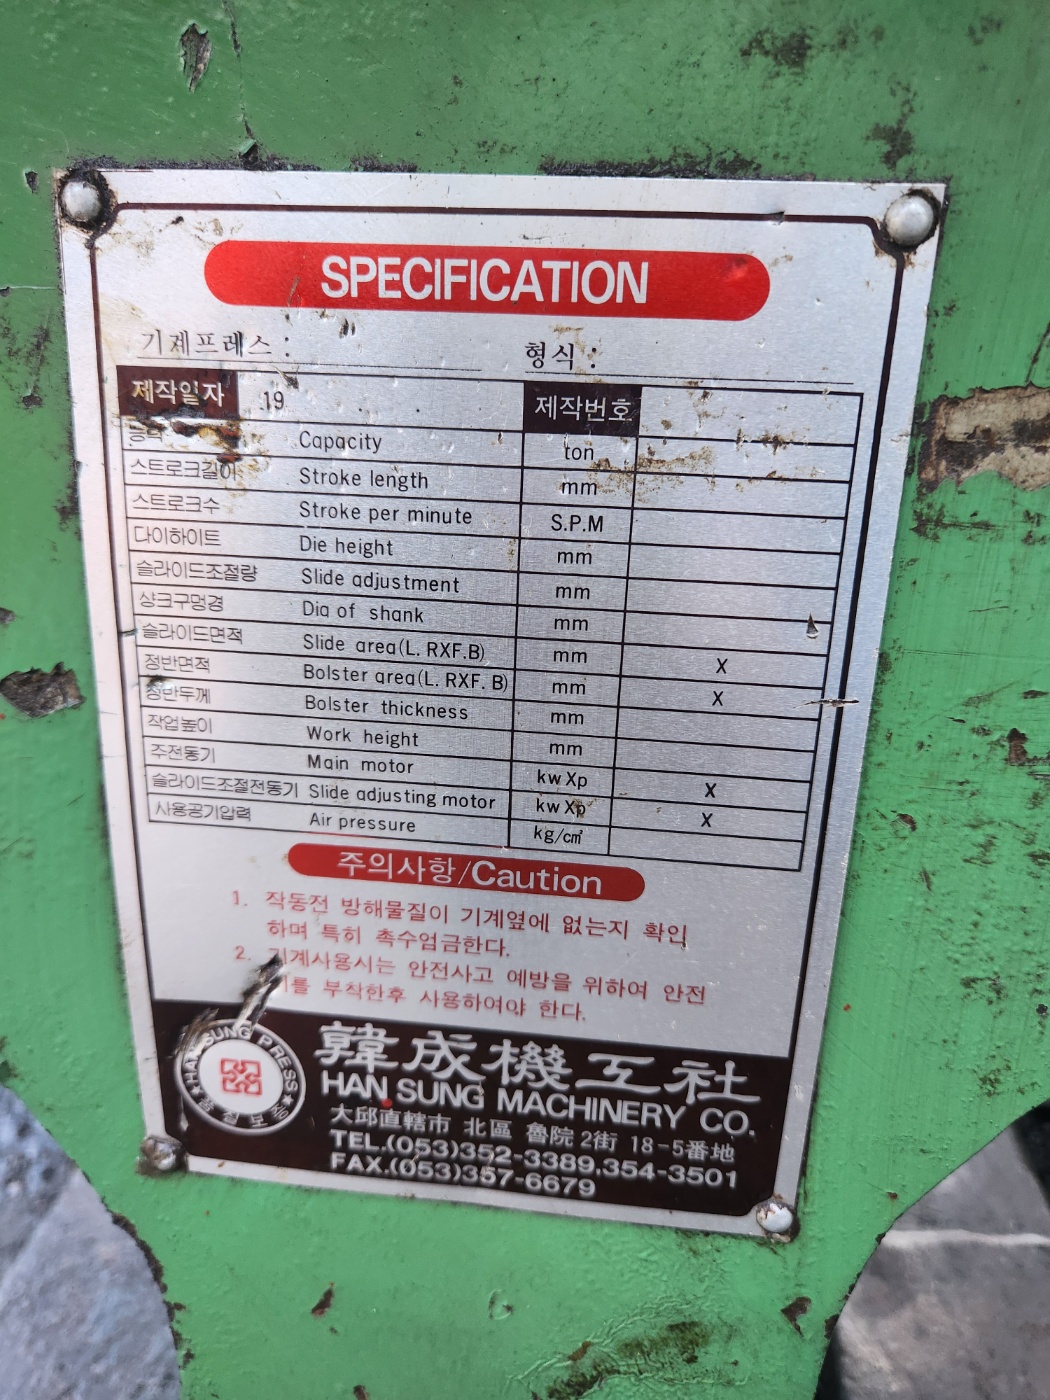 SPECIFICATION
기계프레스 : 형식 :
제작일자 19 제작번호
Capacity ton
스트로크길이 Stroke length mm
스트로크수 Stroke per minute S.P.M
다이하이트 Die height mm
슬라이드조절량 Slide adjustment mm
샹크구멍경 Dia of shank mm
슬라이드면적 Slide area(L. RXF.B) mm X
정반면적 Bolster area(L. RXF. B) mm X
정반두께 Bolster thickness mm
작업높이 Work height mm
주전동기 Main motor kw Xp X
슬라이드조절전동기 Slide adjusting motor kw Xp X
사용공기압력 Air pressure kg/㎠
주의사항/Caution
1. 작동전 방해물질이 기계옆에 없는지 확인
하며 특히 촉수엄금한다.
2. 기계사용시는 안전사고 예방을 위하여 안전
를 부착한후 사용하여야 한다.
HAN SUNG PRESS
韓成機工社
HAN SUNG MACHINERY CO.
大邱直轄市 北區 魯院 2街 18-5番地
TEL.(053)352-3389.354-3501
FAX.(053)357-6679